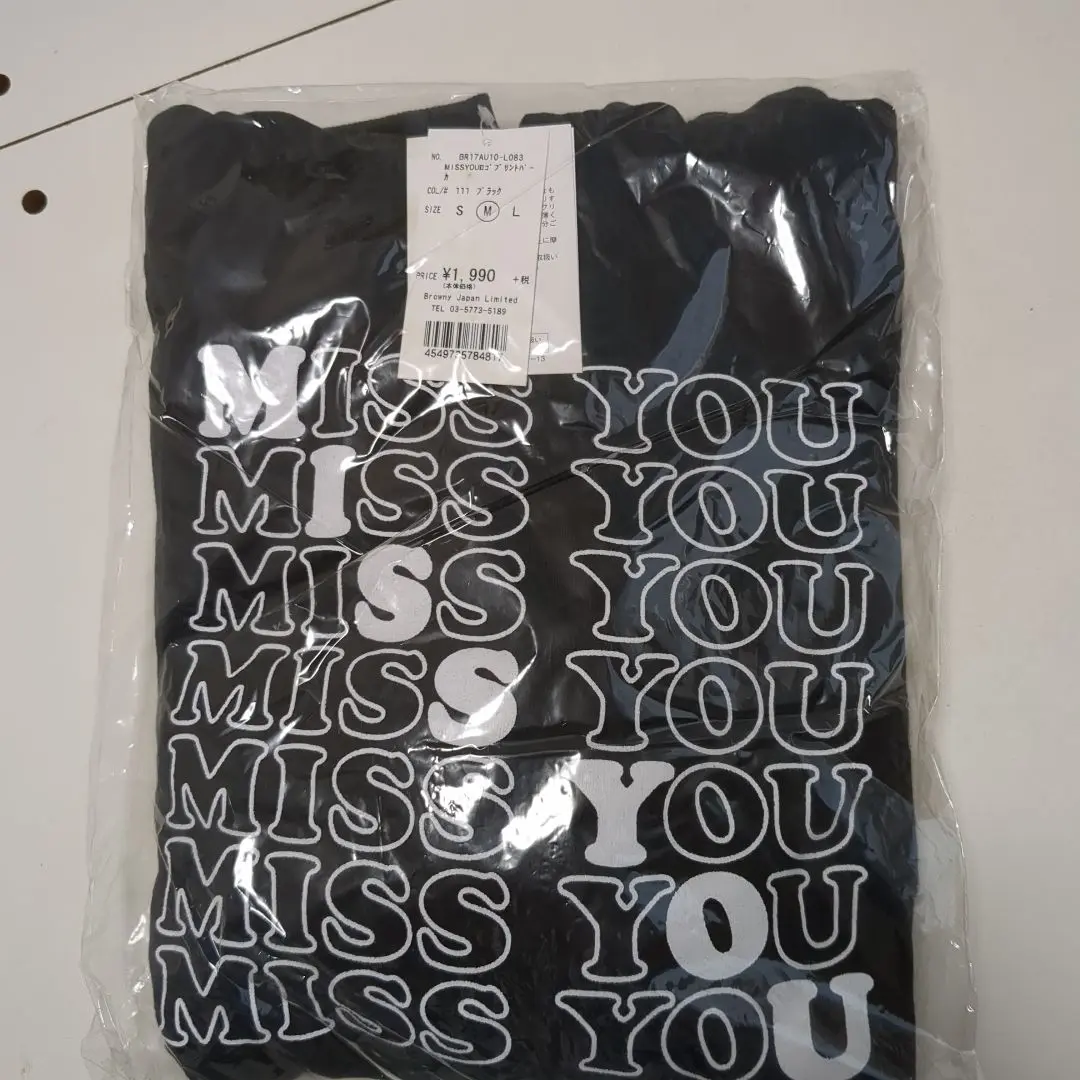 NO. BR17AU10-L083
MISSYOUロゴプリントパー
カ
COL/# 111 ブラック
SIZE S M L
PRICE ¥1,990 +税
(本体価格)
Browny Japan Limited
TEL 03-5773-5189
MISS YOU
MISS YOU
MISS YOU
MISS YOU
MISS YOU
MISS YOU
MISS YOU